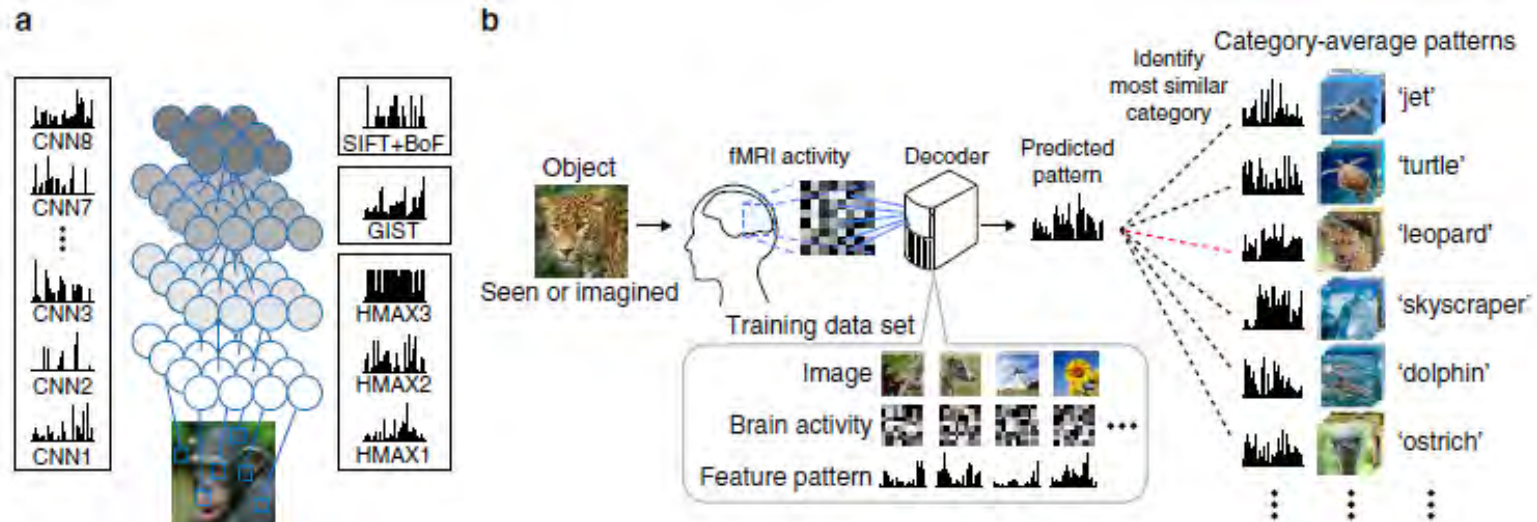 a
CNN8
CNN7
CNN3
CNN2
CNN1
SIFT+BoF
GIST
HMAX3
HMAX2
HMAX1
b
Object
Seen or imagined
fMRI activity
Decoder
Predicted
pattern
Identify
most similar
category
Category-average patterns
'jet'
'turtle'
'leopard'
'skyscraper'
'dolphin'
'ostrich'
Training data set
Image
Brain activity
Feature pattern